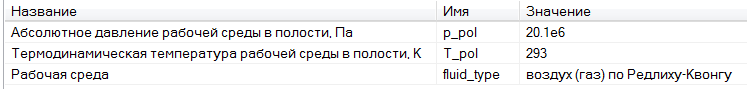 Название Имя Значение
Абсолютное давление рабочей среды в полости, Па p_pol 20.1e6
Термодинамическая температура рабочей среды в полости, К T_pol 293
Рабочая среда fluid_type воздух (газ) по Редлиху-Квонгу